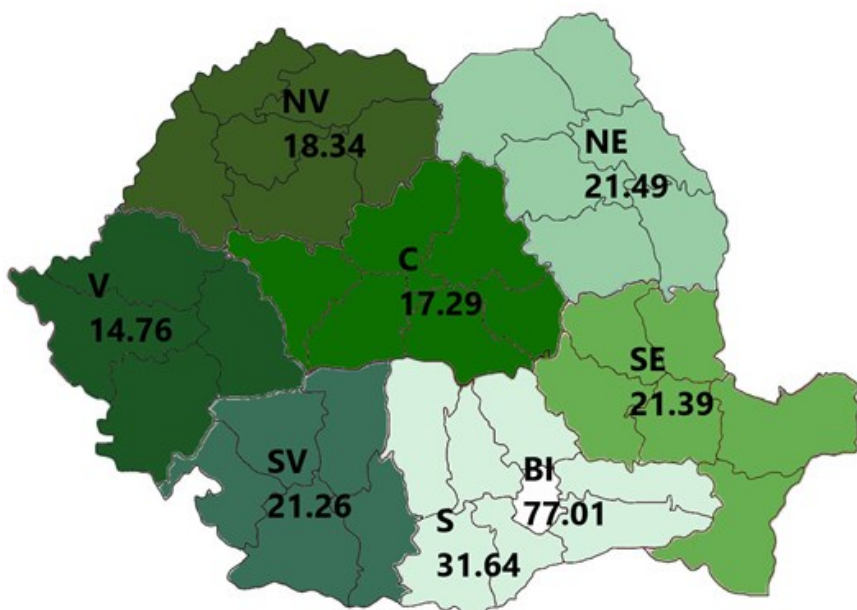 NV
18.34
NE
21.49
C
17.29
V
14.76
SE
21.39
SV
21.26
BI
77.01
S
31.64